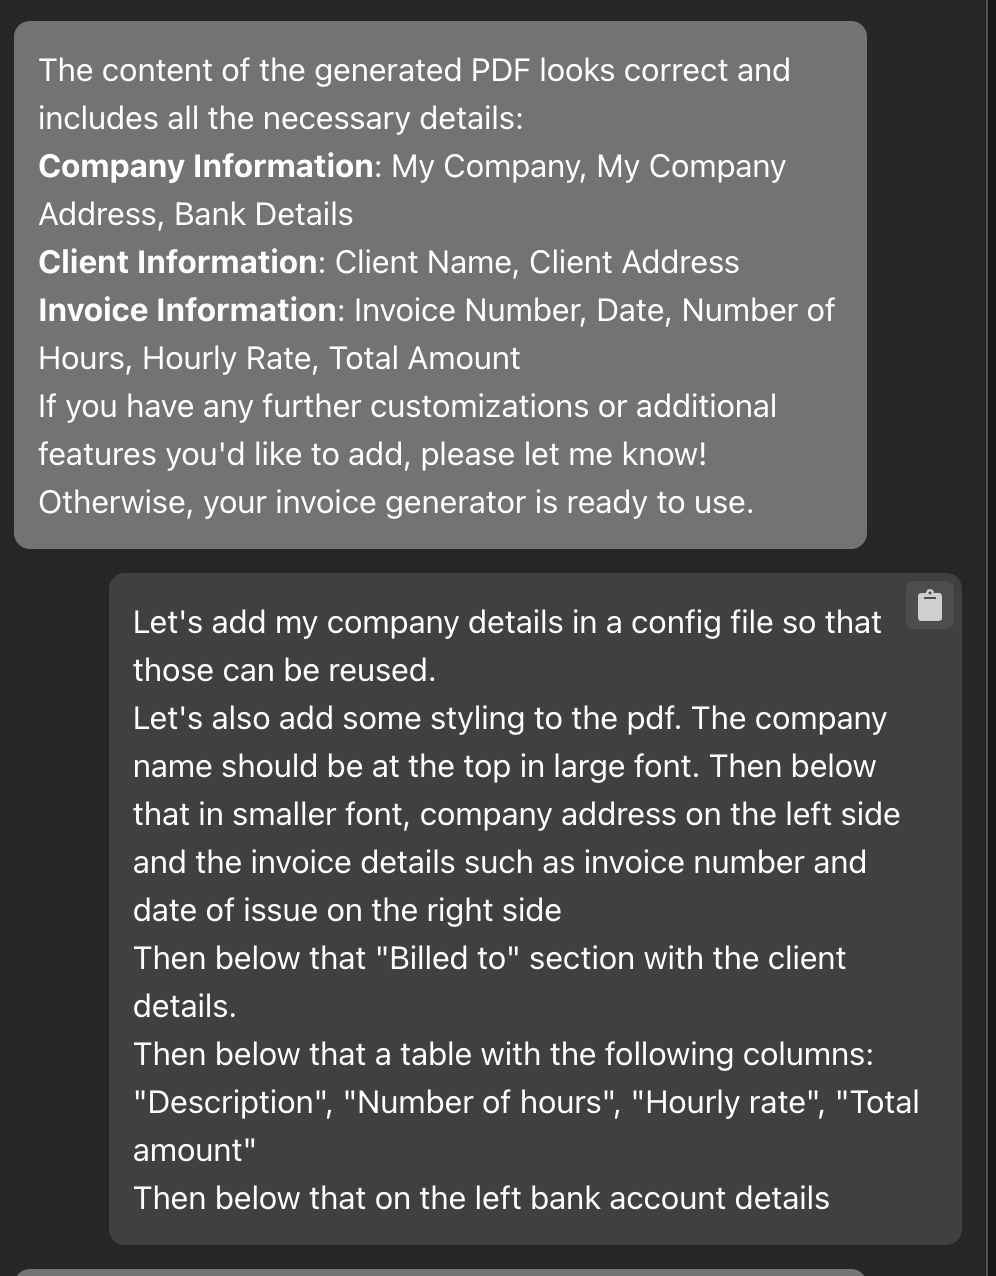 The content of the generated PDF looks correct and
includes all the necessary details:
Company Information: My Company, My Company
Address, Bank Details
Client Information: Client Name, Client Address
Invoice Information: Invoice Number, Date, Number of
Hours, Hourly Rate, Total Amount
If you have any further customizations or additional
features you'd like to add, please let me know!
Otherwise, your invoice generator is ready to use.
Let's add my company details in a config file so that
those can be reused.
Let's also add some styling to the pdf. The company
name should be at the top in large font. Then below
that in smaller font, company address on the left side
and the invoice details such as invoice number and
date of issue on the right side
Then below that "Billed to" section with the client
details.
Then below that a table with the following columns:
"Description", "Number of hours", "Hourly rate", "Total
amount"
Then below that on the left bank account details